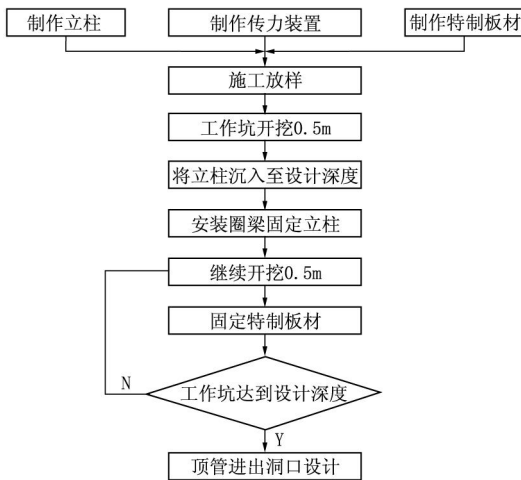 制作立柱
制作传力装置
制作特制板材
施工放样
工作坑开挖0.5m
将立柱沉入至设计深度
安装圈梁固定立柱
继续开挖0.5m
固定特制板材
N
工作坑达到设计深度
Y
顶管进出洞口设计